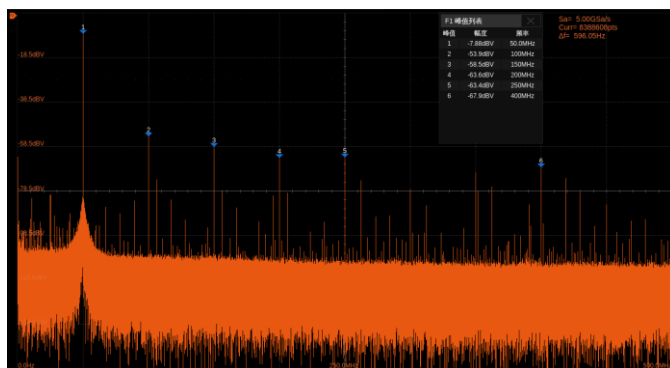 F1 峰值列表
峰值 幅度 频率
1 -7.88dBV 50.0MHz
2 -53.9dBV 100MHz
3 -58.5dBV 150MHz
4 -63.6dBV 200MHz
5 -63.4dBV 250MHz
6 -67.9dBV 400MHz
Sa= 5.00GSa/s
Curr= 8388608pts
Δf= 596.05Hz
1
-18.5dBV
-38.5dBV
2
3
-58.5dBV
4
5
6
-78.5dBV
0.0Hz